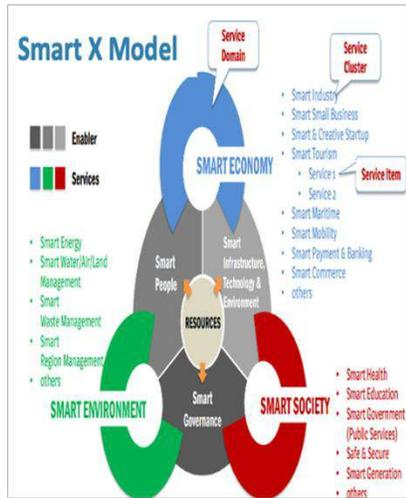 Smart X Model
Service
Domain
Service
Cluster
Enabler
Services
SMART ECONOMY
• Smart Industry
• Smart Small Business
• Smart & Creative Startup
• Smart Tourism
• Service 1
• Service 2
Service Item
• Smart Maritime
• Smart Mobility
• Smart Payment & Banking
• Smart Commerce
• others
• Smart Energy
• Smart Water/Air/Land
Management
• Smart
Waste Management
• Smart
Region Management
• others
Smart
People
Smart
Infrastructure,
Technology &
Environment
RESOURCES
Smart
Governance
SMART ENVIRONMENT
SMART SOCIETY
• Smart Health
• Smart Education
• Smart Government
(Public Services)
• Safe & Secure
• Smart Generation
• others